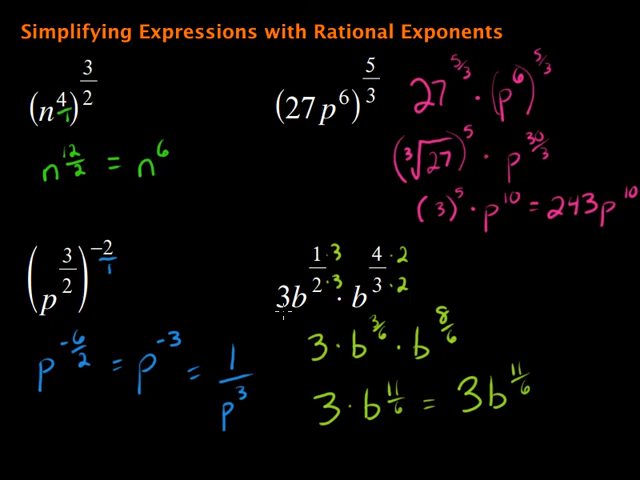 Simplifying Expressions with Rational Exponents
(n^(4/1))^(3/2)
n^(12/2) = n^6
(27p^6)^(5/3)
27^(5/3) · (p^6)^(5/3)
(∛27)^5 · p^(30/3)
(3)^5 · p^10 = 243p^10
(p^(3/2))^(-2/1)
p^(-6/2) = p^(-3) = 1/p^3
3b^(1·3/2·3) · b^(4·2/3·2)
3 · b^(3/6) · b^(8/6)
3 · b^(11/6) = 3b^(11/6)